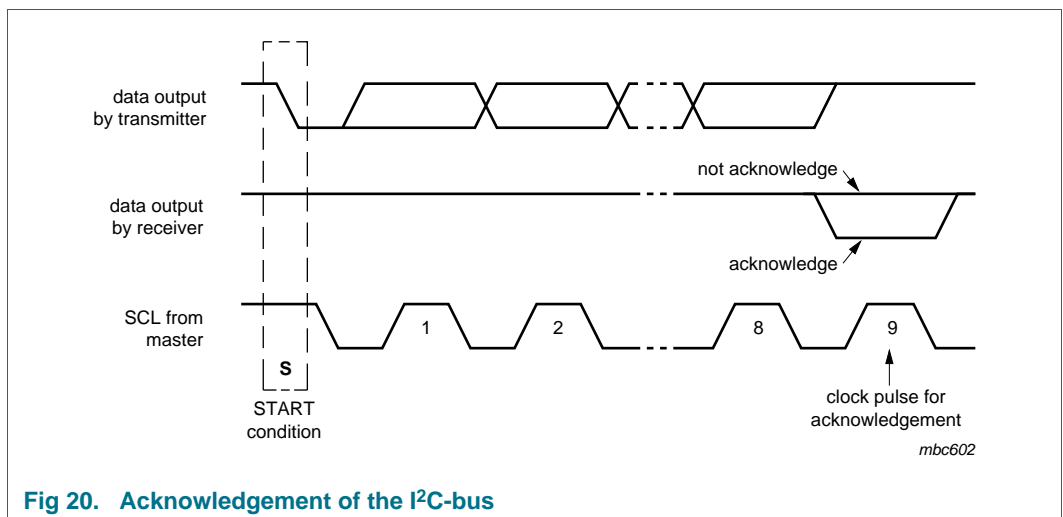 data output
by transmitter
not acknowledge
data output
by receiver
acknowledge
SCL from
master
1
2
8
9
S
START
condition
clock pulse for
acknowledgement
mbc602
Fig 20. Acknowledgement of the I²C-bus